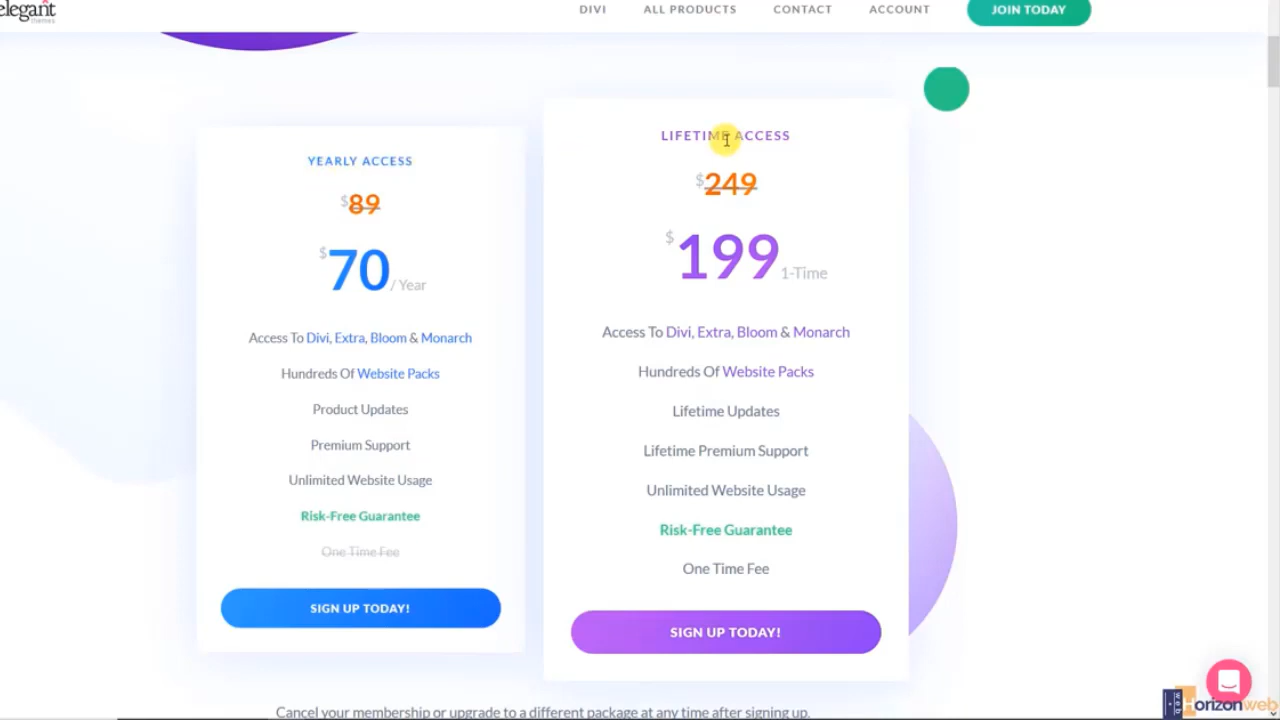 elegant
themes
DIVI ALL PRODUCTS CONTACT ACCOUNT JOIN TODAY
YEARLY ACCESS
$89
$70 / Year
Access To Divi, Extra, Bloom & Monarch
Hundreds Of Website Packs
Product Updates
Premium Support
Unlimited Website Usage
Risk-Free Guarantee
One Time Fee
SIGN UP TODAY!
LIFETIME ACCESS
$249
$199 1-Time
Access To Divi, Extra, Bloom & Monarch
Hundreds Of Website Packs
Lifetime Updates
Lifetime Premium Support
Unlimited Website Usage
Risk-Free Guarantee
One Time Fee
SIGN UP TODAY!
Cancel your membership or upgrade to a different package at any time after signing up.
Horizonweb